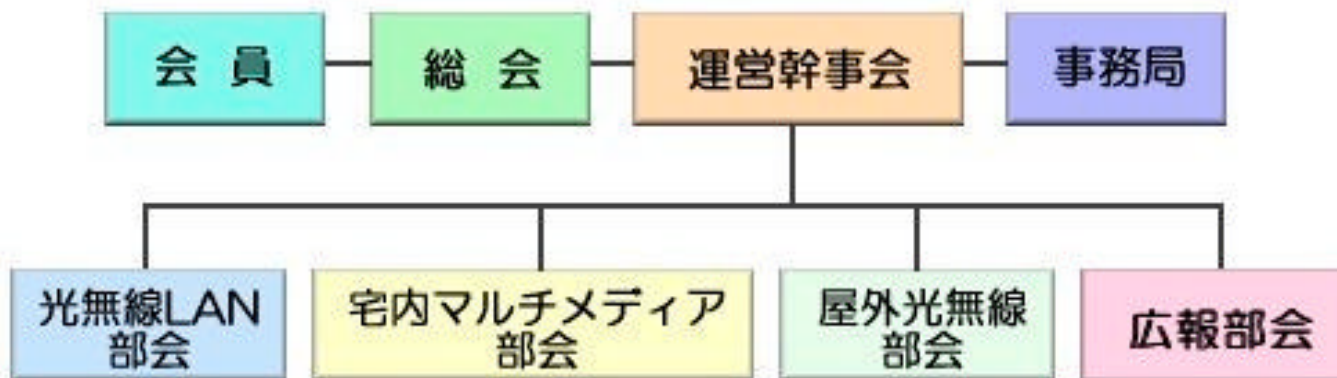 会 員
総 会
運営幹事会
事務局
光無線LAN
部会
宅内マルチメディア
部会
屋外光無線
部会
広報部会